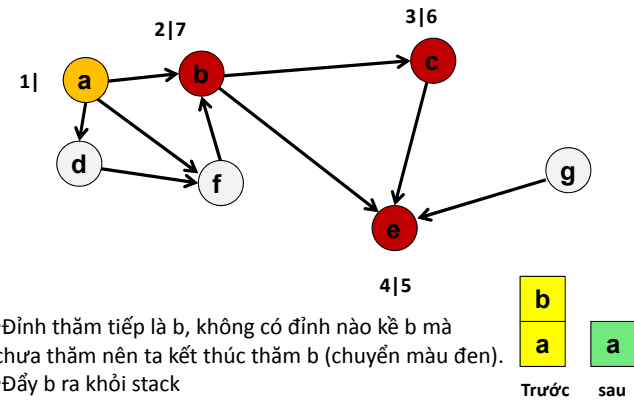 3|6
2|7
c
b
1|
a
d
f
g
e
4|5
•Đỉnh thăm tiếp là b, không có đỉnh nào kề b mà
chưa thăm nên ta kết thúc thăm b (chuyển màu đen).
•Đẩy b ra khỏi stack
b
a
a
Trước sau